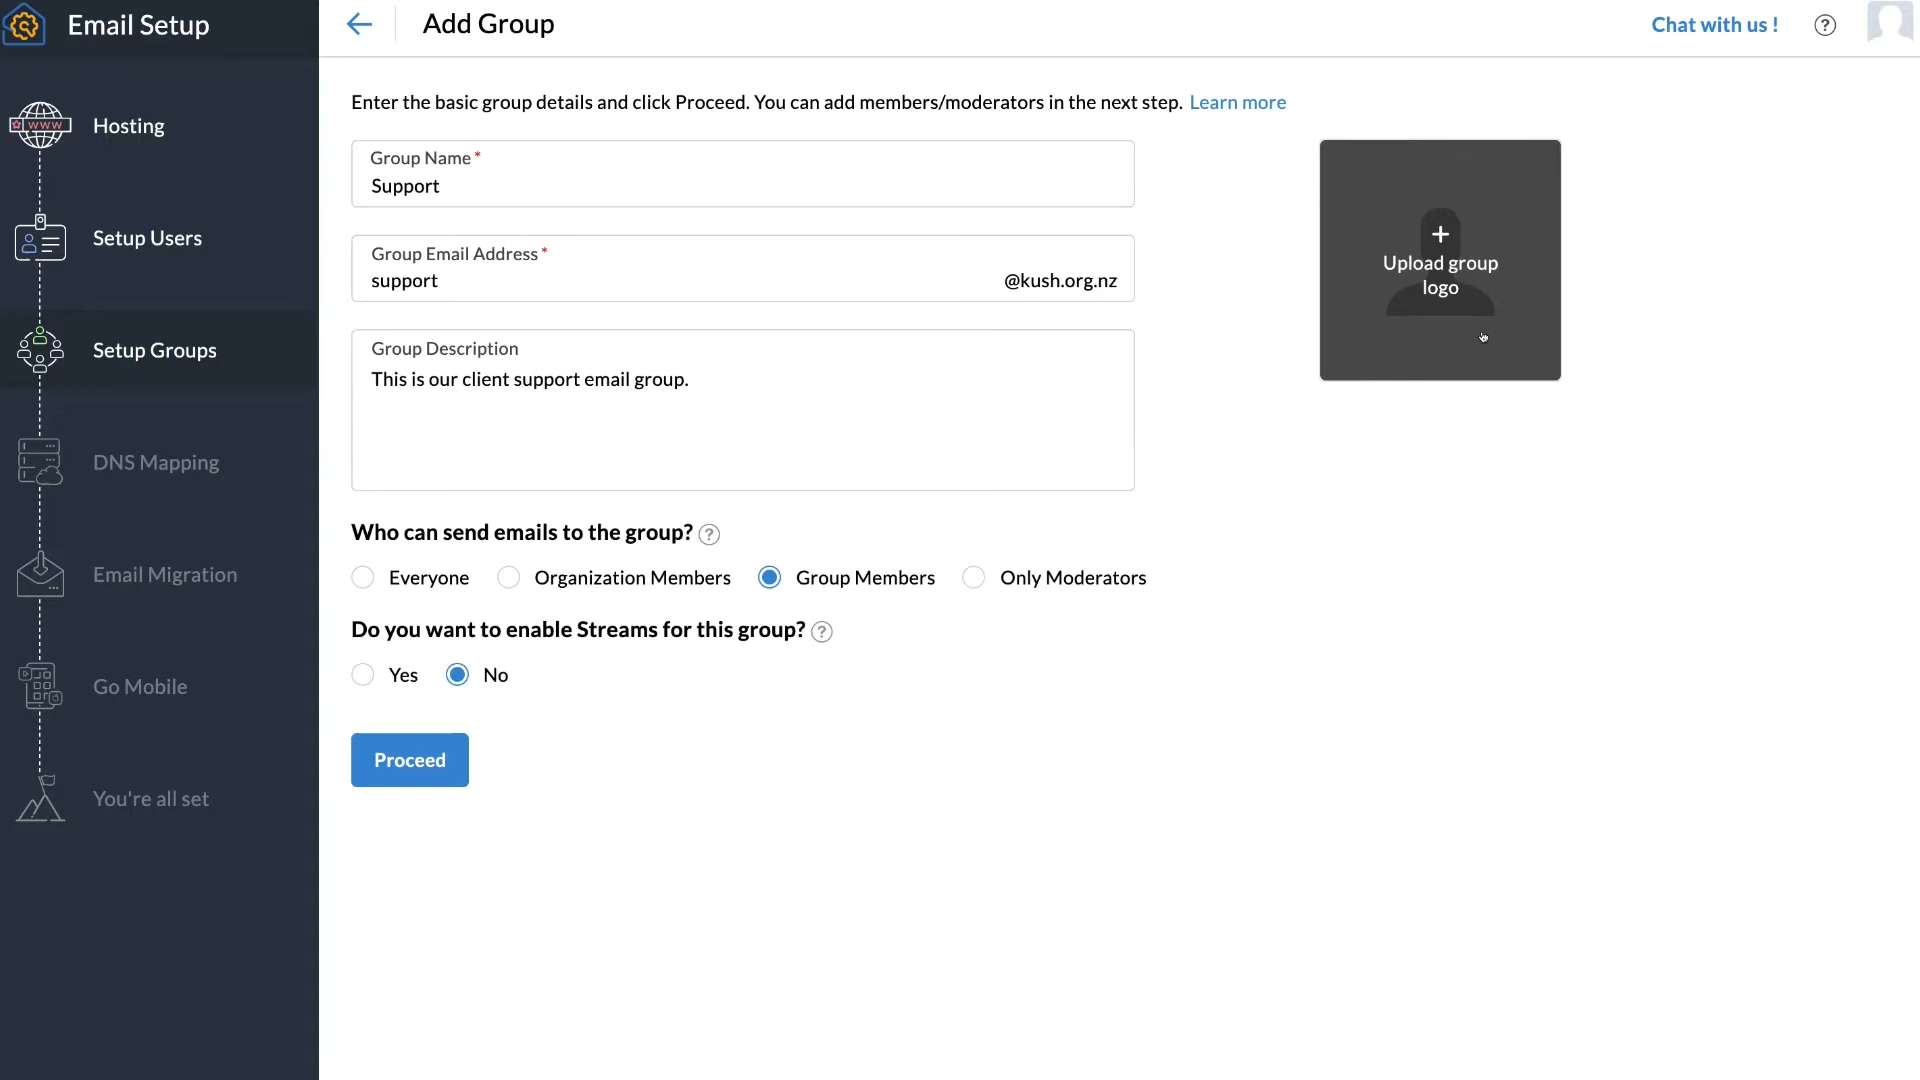 Email Setup
Add Group
Chat with us !
Hosting
Setup Users
Setup Groups
DNS Mapping
Email Migration
Go Mobile
You're all set
Enter the basic group details and click Proceed. You can add members/moderators in the next step. Learn more
Group Name *
Support
Group Email Address *
support @kush.org.nz
Group Description
This is our client support email group.
Upload group
logo
Who can send emails to the group? ?
Everyone Organization Members Group Members Only Moderators
Do you want to enable Streams for this group? ?
Yes No
Proceed